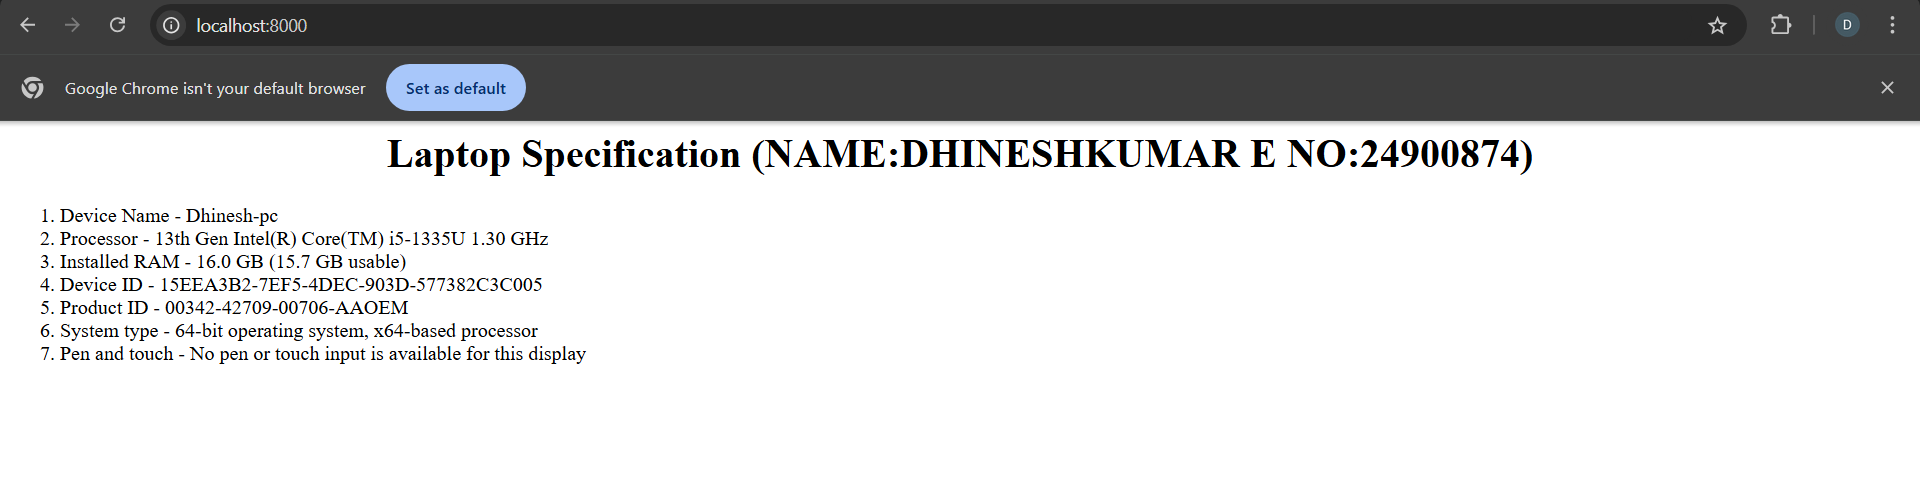 localhost:8000
D
Google Chrome isn't your default browser
Set as default
Laptop Specification (NAME:DHINESHKUMAR E NO:24900874)
1. Device Name - Dhinesh-pc
2. Processor - 13th Gen Intel(R) Core(TM) i5-1335U 1.30 GHz
3. Installed RAM - 16.0 GB (15.7 GB usable)
4. Device ID - 15EEA3B2-7EF5-4DEC-903D-577382C3C005
5. Product ID - 00342-42709-00706-AAOEM
6. System type - 64-bit operating system, x64-based processor
7. Pen and touch - No pen or touch input is available for this display